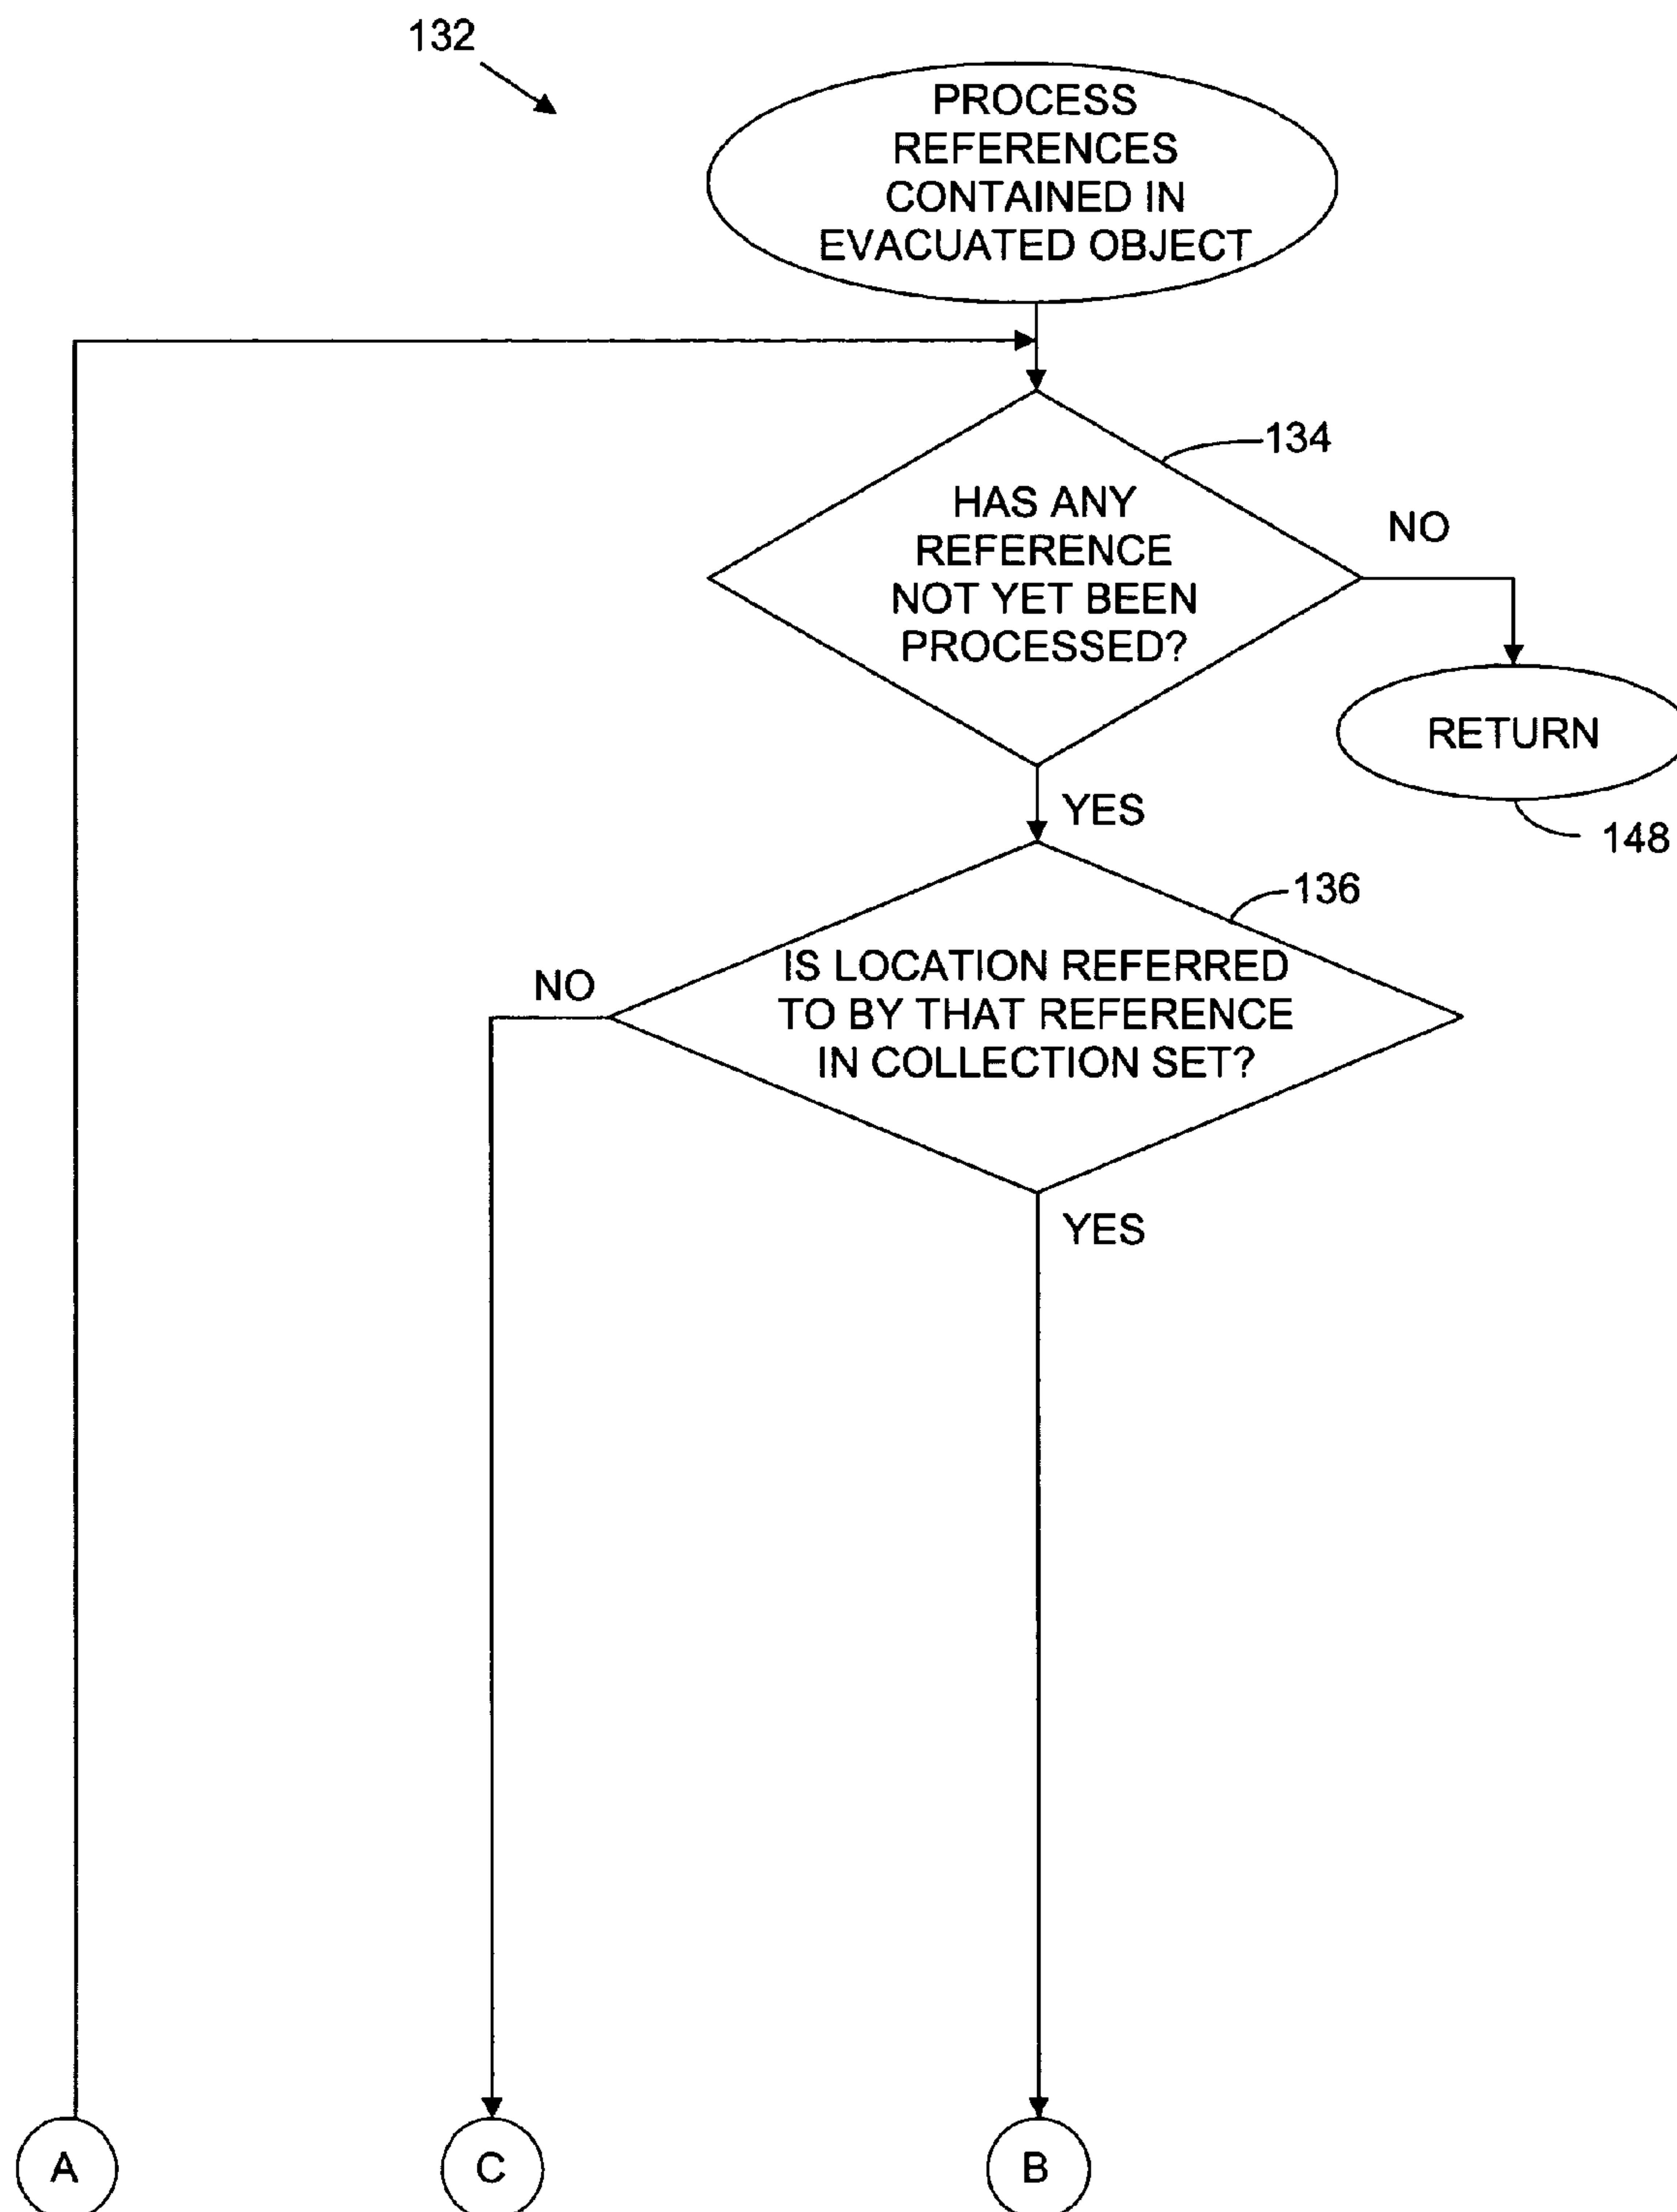 132
PROCESS
REFERENCES
CONTAINED IN
EVACUATED OBJECT
134
HAS ANY
REFERENCE
NOT YET BEEN
PROCESSED?
NO
RETURN
148
YES
136
IS LOCATION REFERRED
TO BY THAT REFERENCE
IN COLLECTION SET?
NO
YES
A
C
B